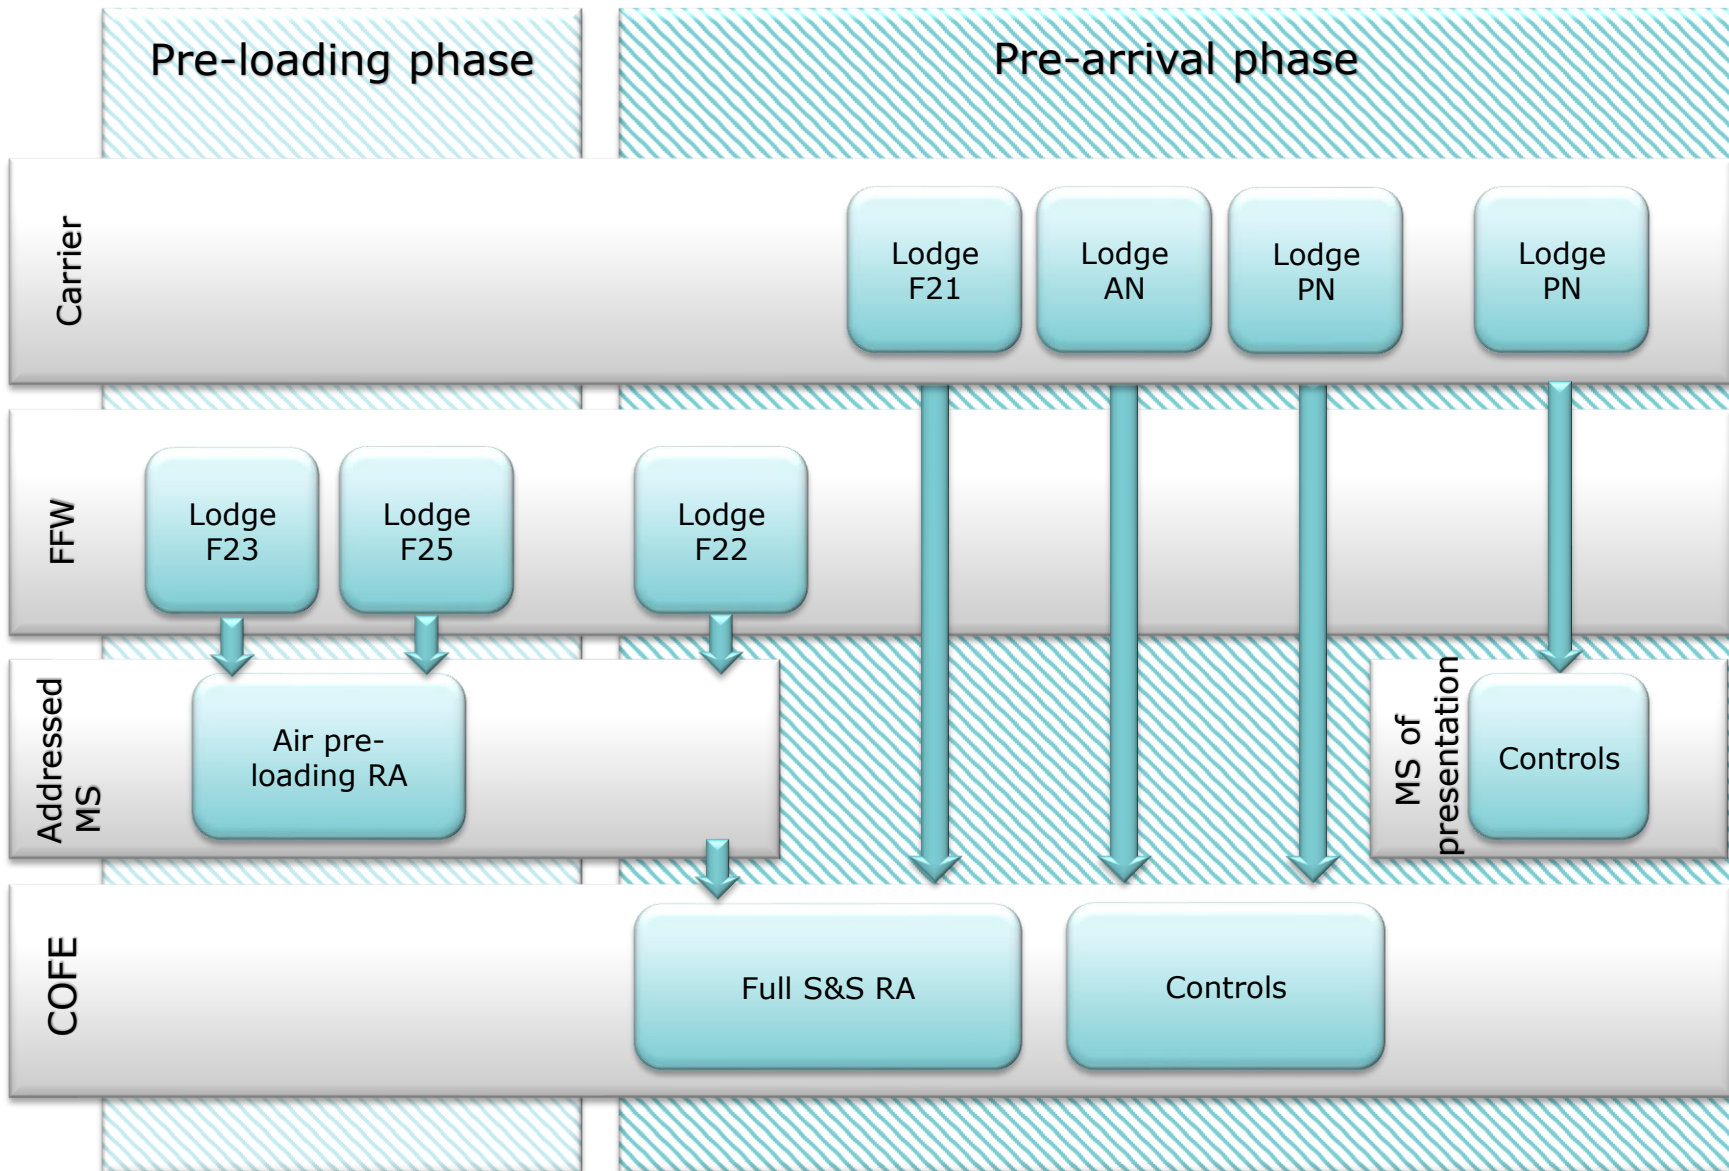 Pre-loading phase
Pre-arrival phase
Carrier
Lodge
F21
Lodge
AN
Lodge
PN
Lodge
PN
FFW
Lodge
F23
Lodge
F25
Lodge
F22
Addressed
MS
Air pre-
loading RA
MS of
presentation
Controls
COFE
Full S&S RA
Controls